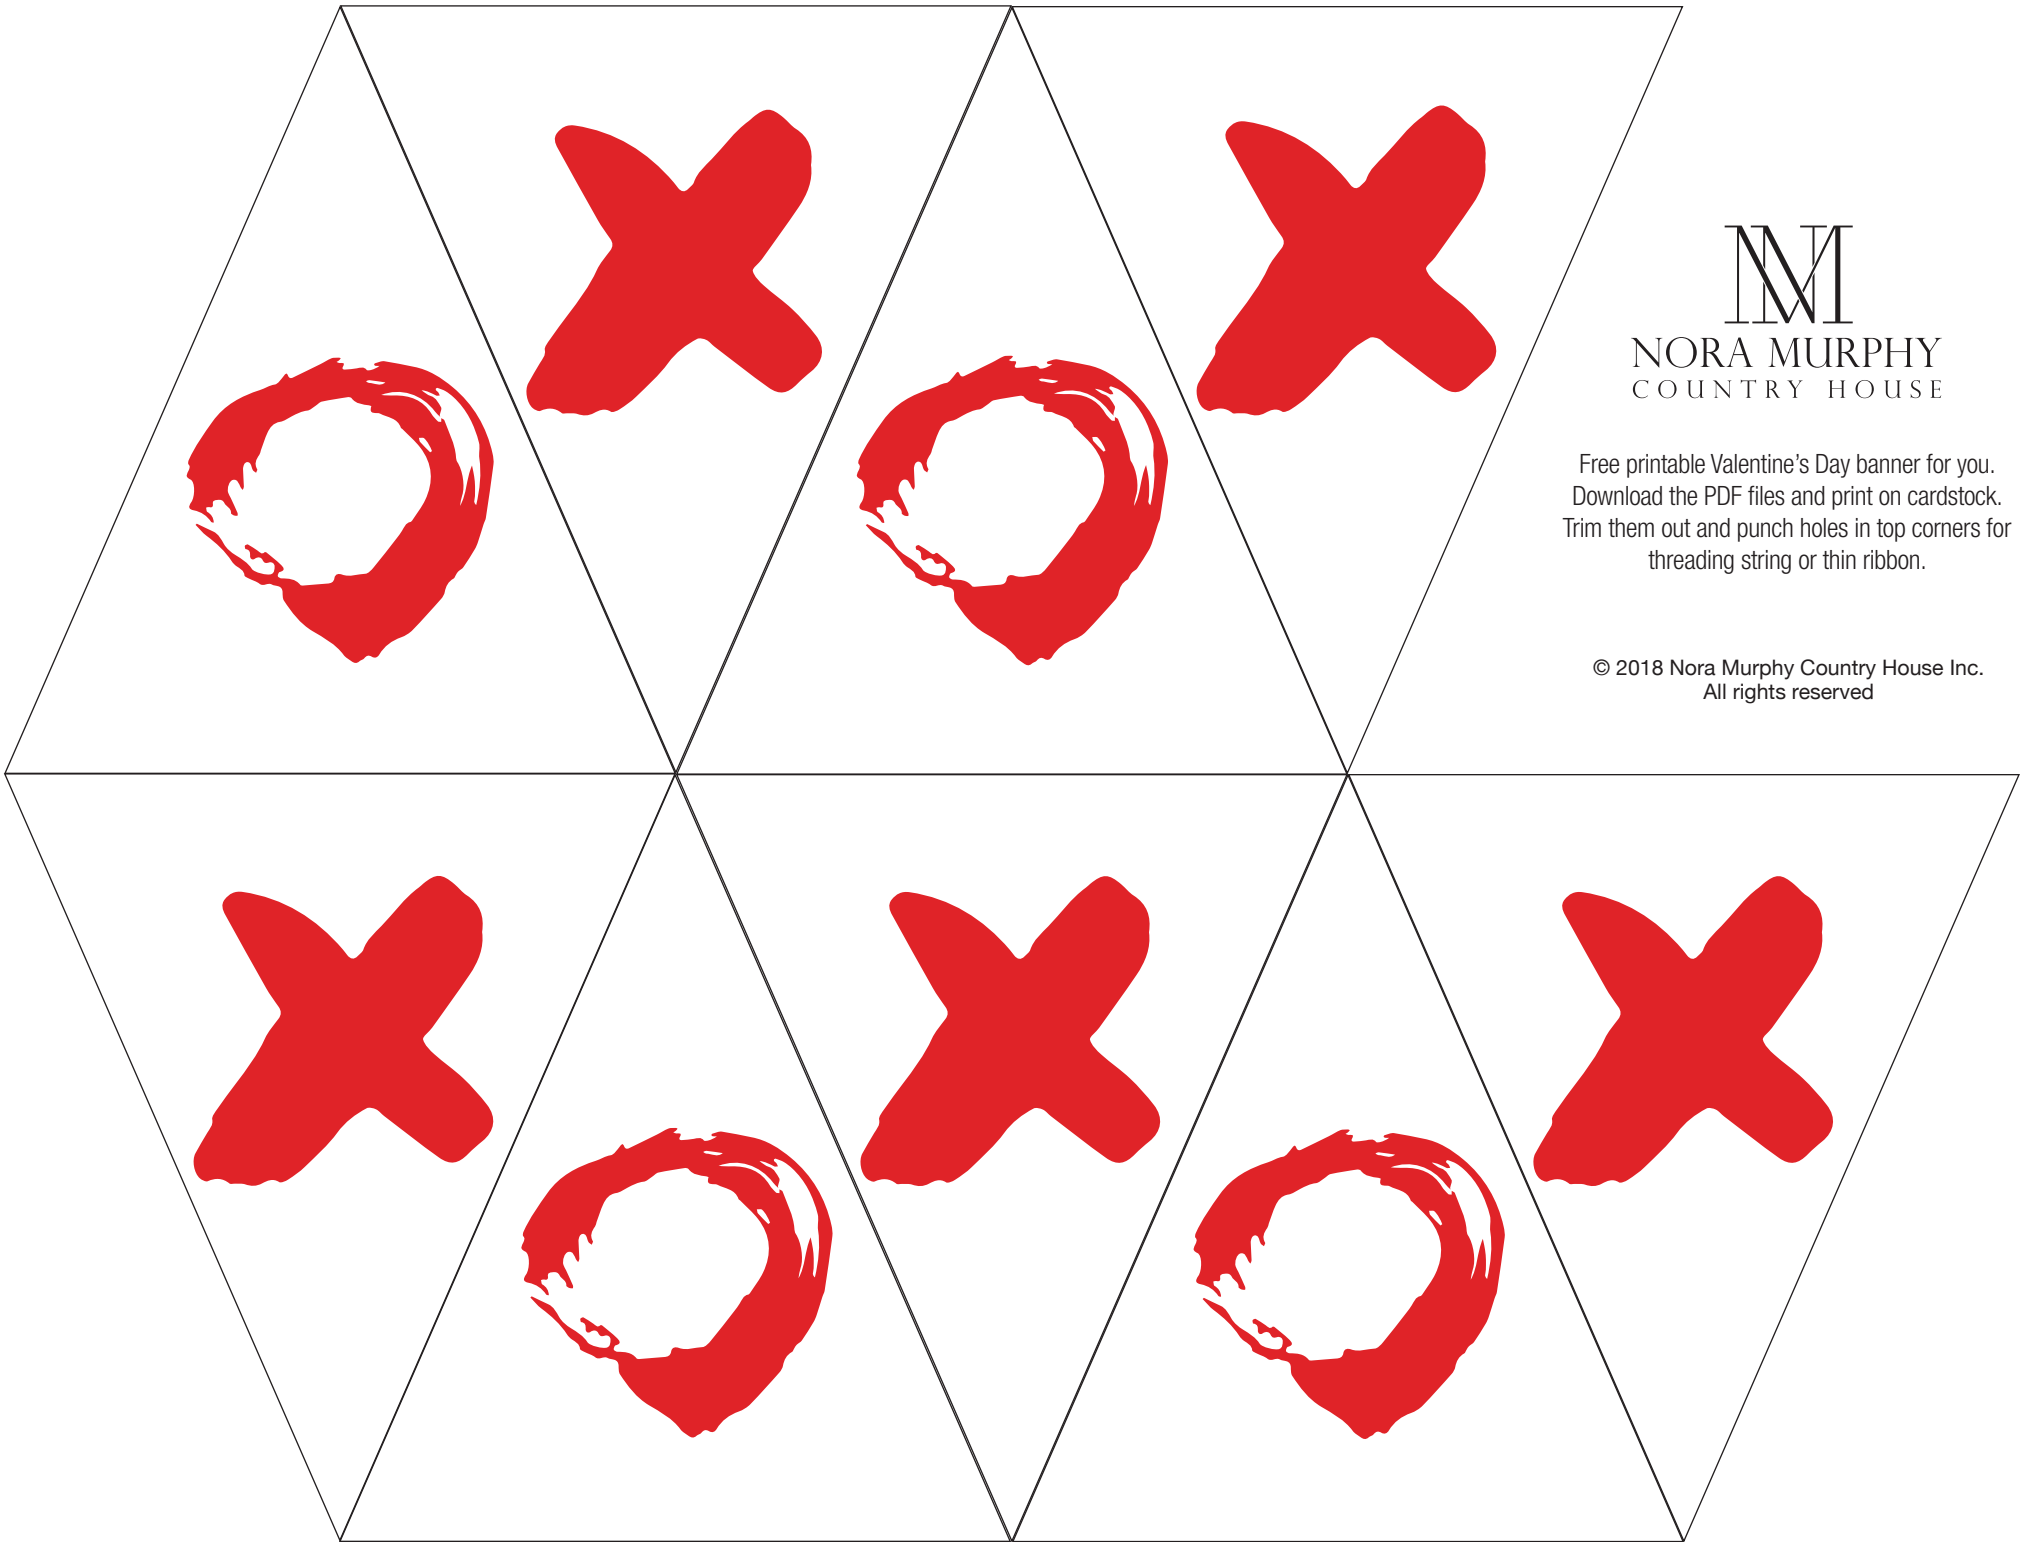 O
X
O
X
NM
NORA MURPHY
COUNTRY HOUSE
Free printable Valentine’s Day banner for you.
Download the PDF files and print on cardstock.
Trim them out and punch holes in top corners for
threading string or thin ribbon.
© 2018 Nora Murphy Country House Inc.
All rights reserved
X
O
X
O
X